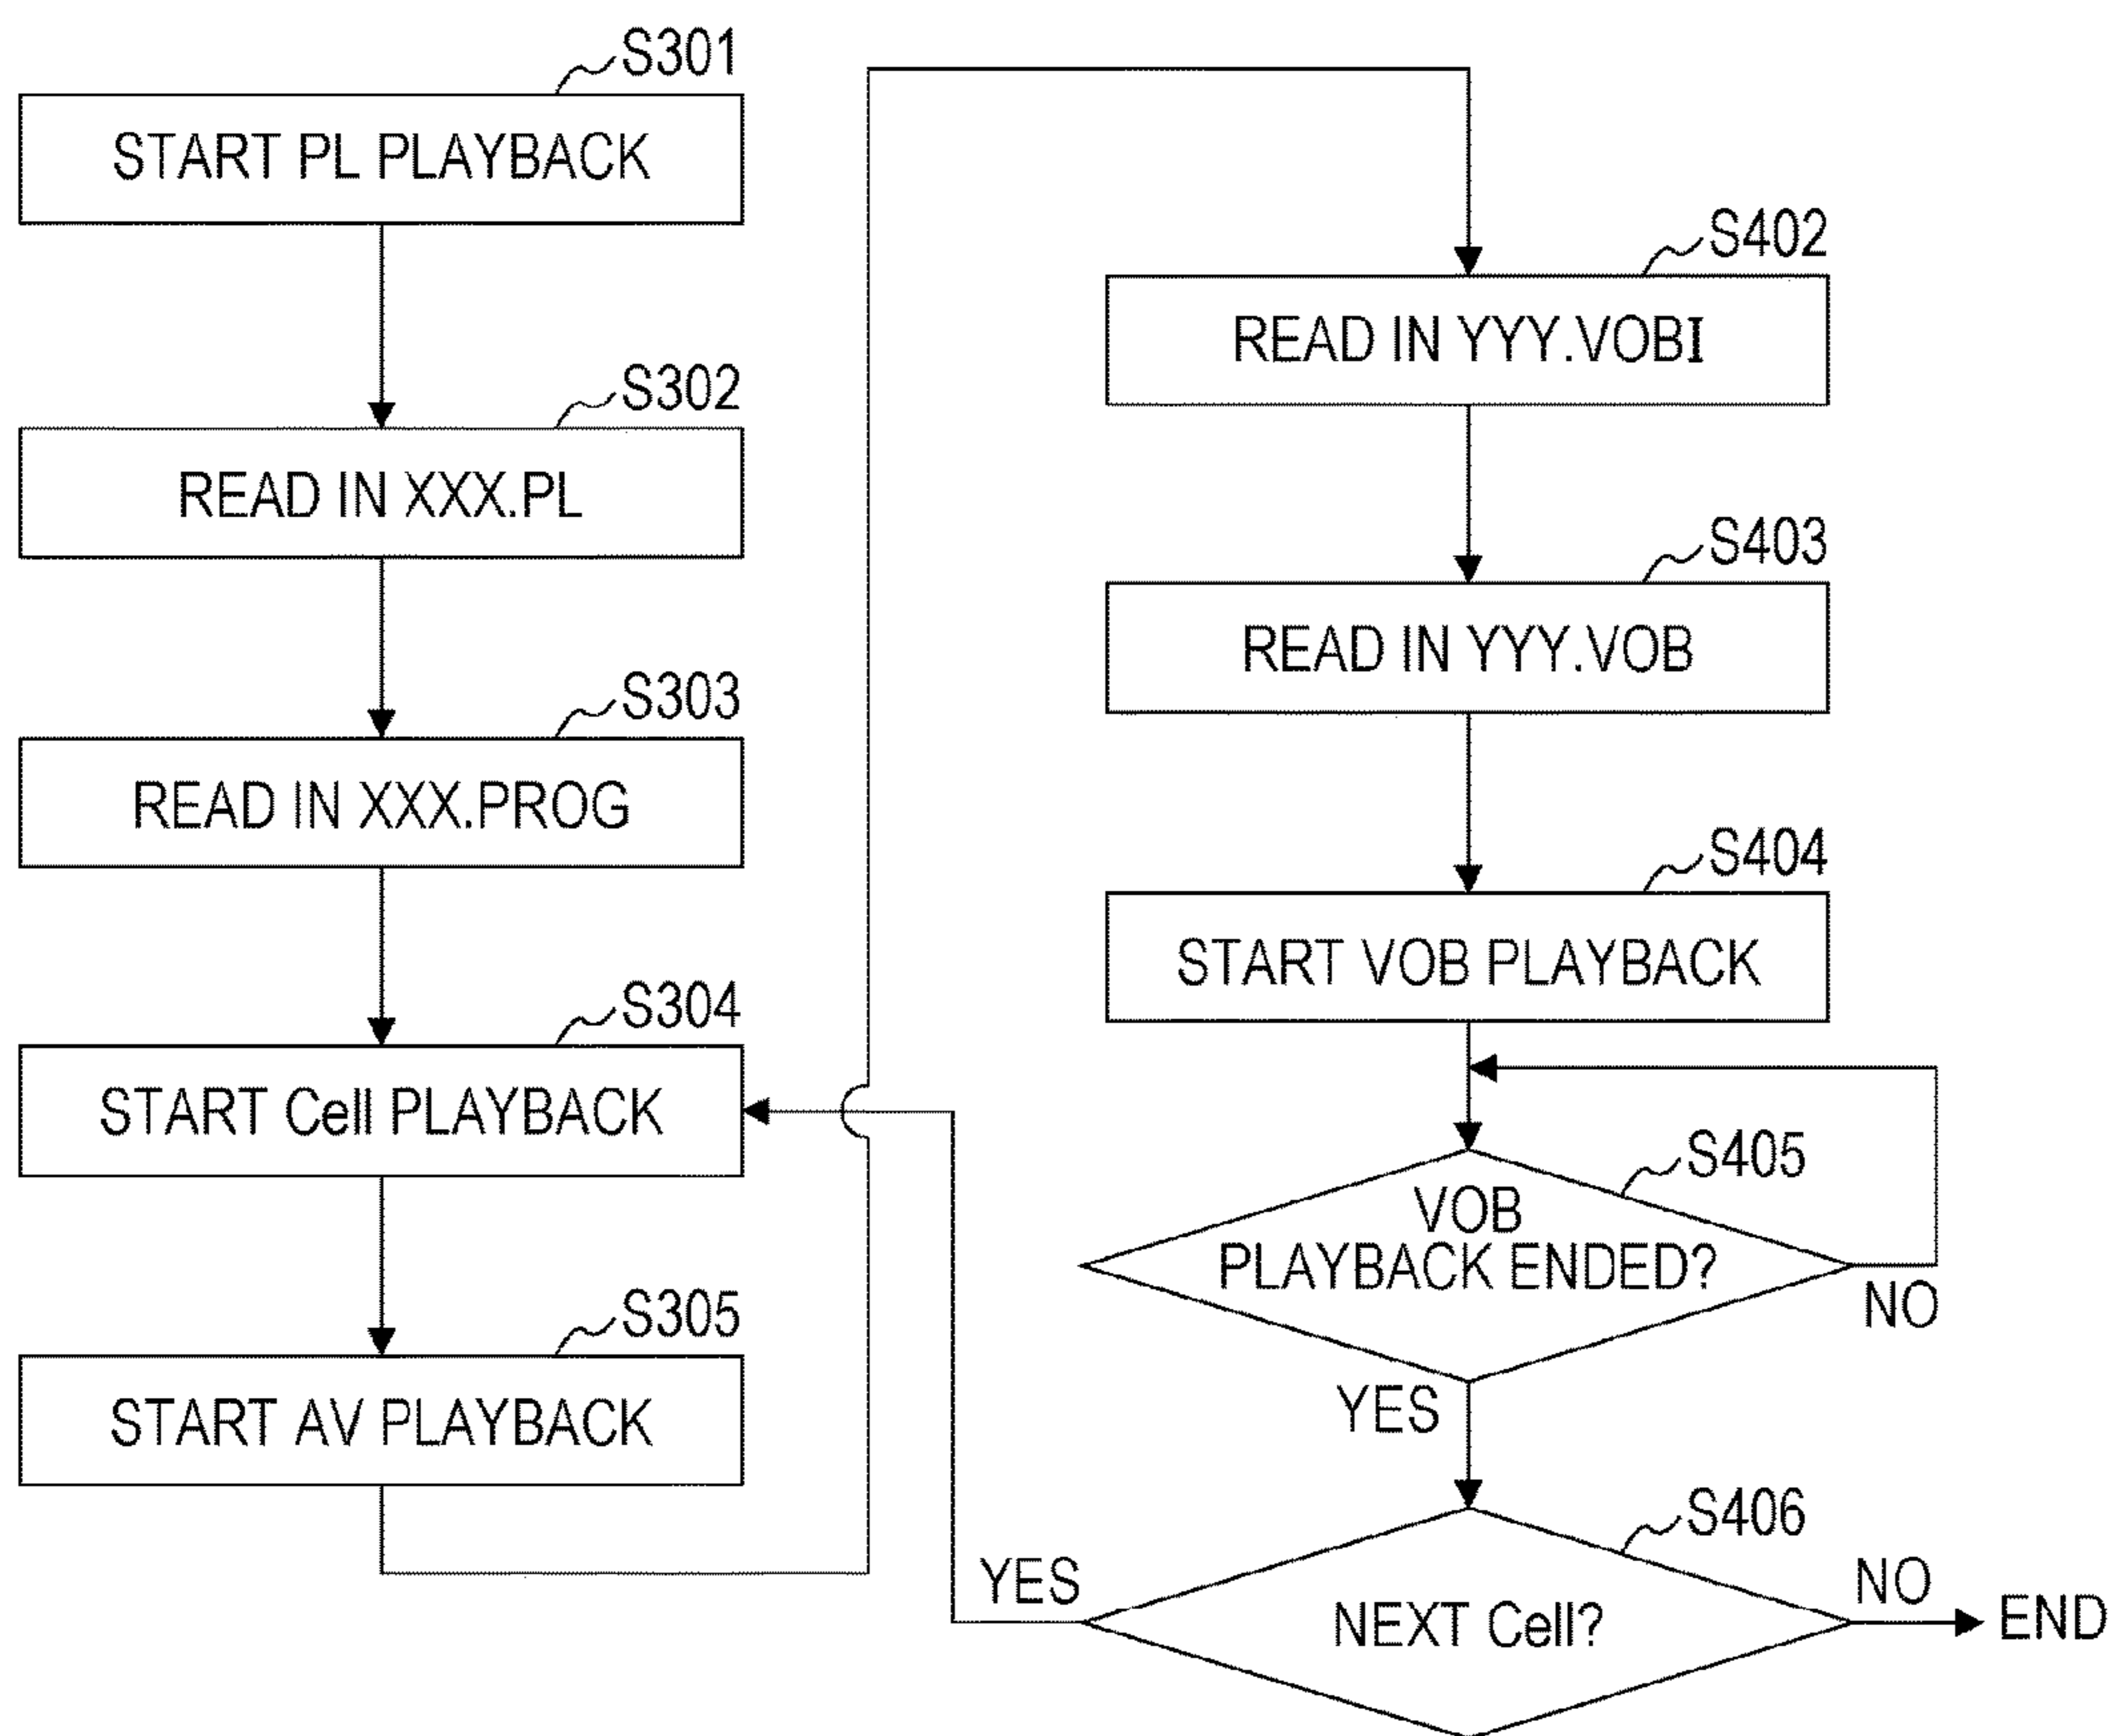 S301
START PL PLAYBACK
S302
READ IN XXX.PL
S303
READ IN XXX.PROG
S304
START Cell PLAYBACK
S305
START AV PLAYBACK
S402
READ IN YYY.VOBI
S403
READ IN YYY.VOB
S404
START VOB PLAYBACK
S405
VOB
PLAYBACK ENDED?
NO
YES
S406
YES
NEXT Cell?
NO
END